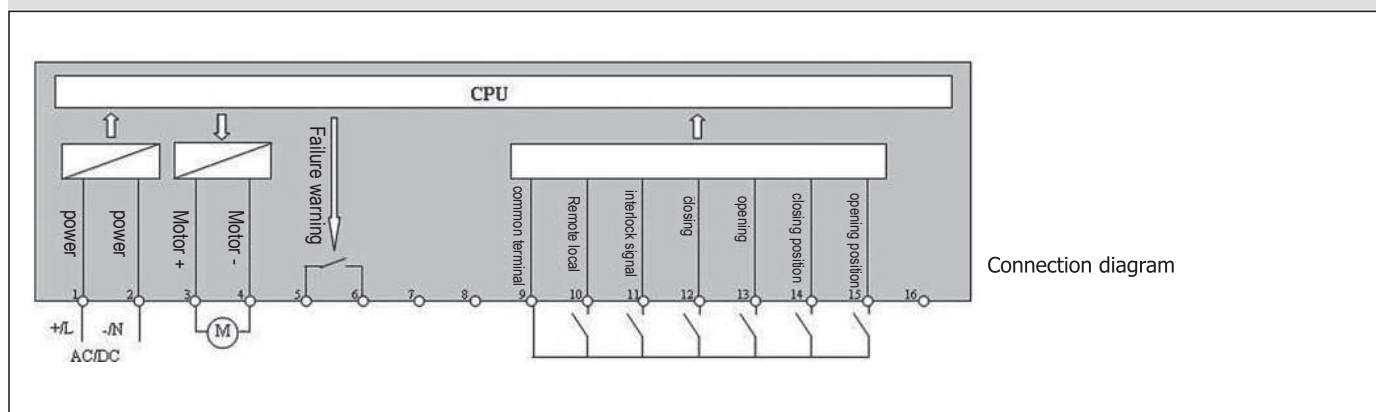 CPU
Failure warning
power
power
Motor +
Motor -
common terminal
Remote local
interlock signal
closing
opening
closing position
opening position
1 2 3 4 5 6 7 8 9 10 11 12 13 14 15 16
+/L -/N
M
AC/DC
Connection diagram